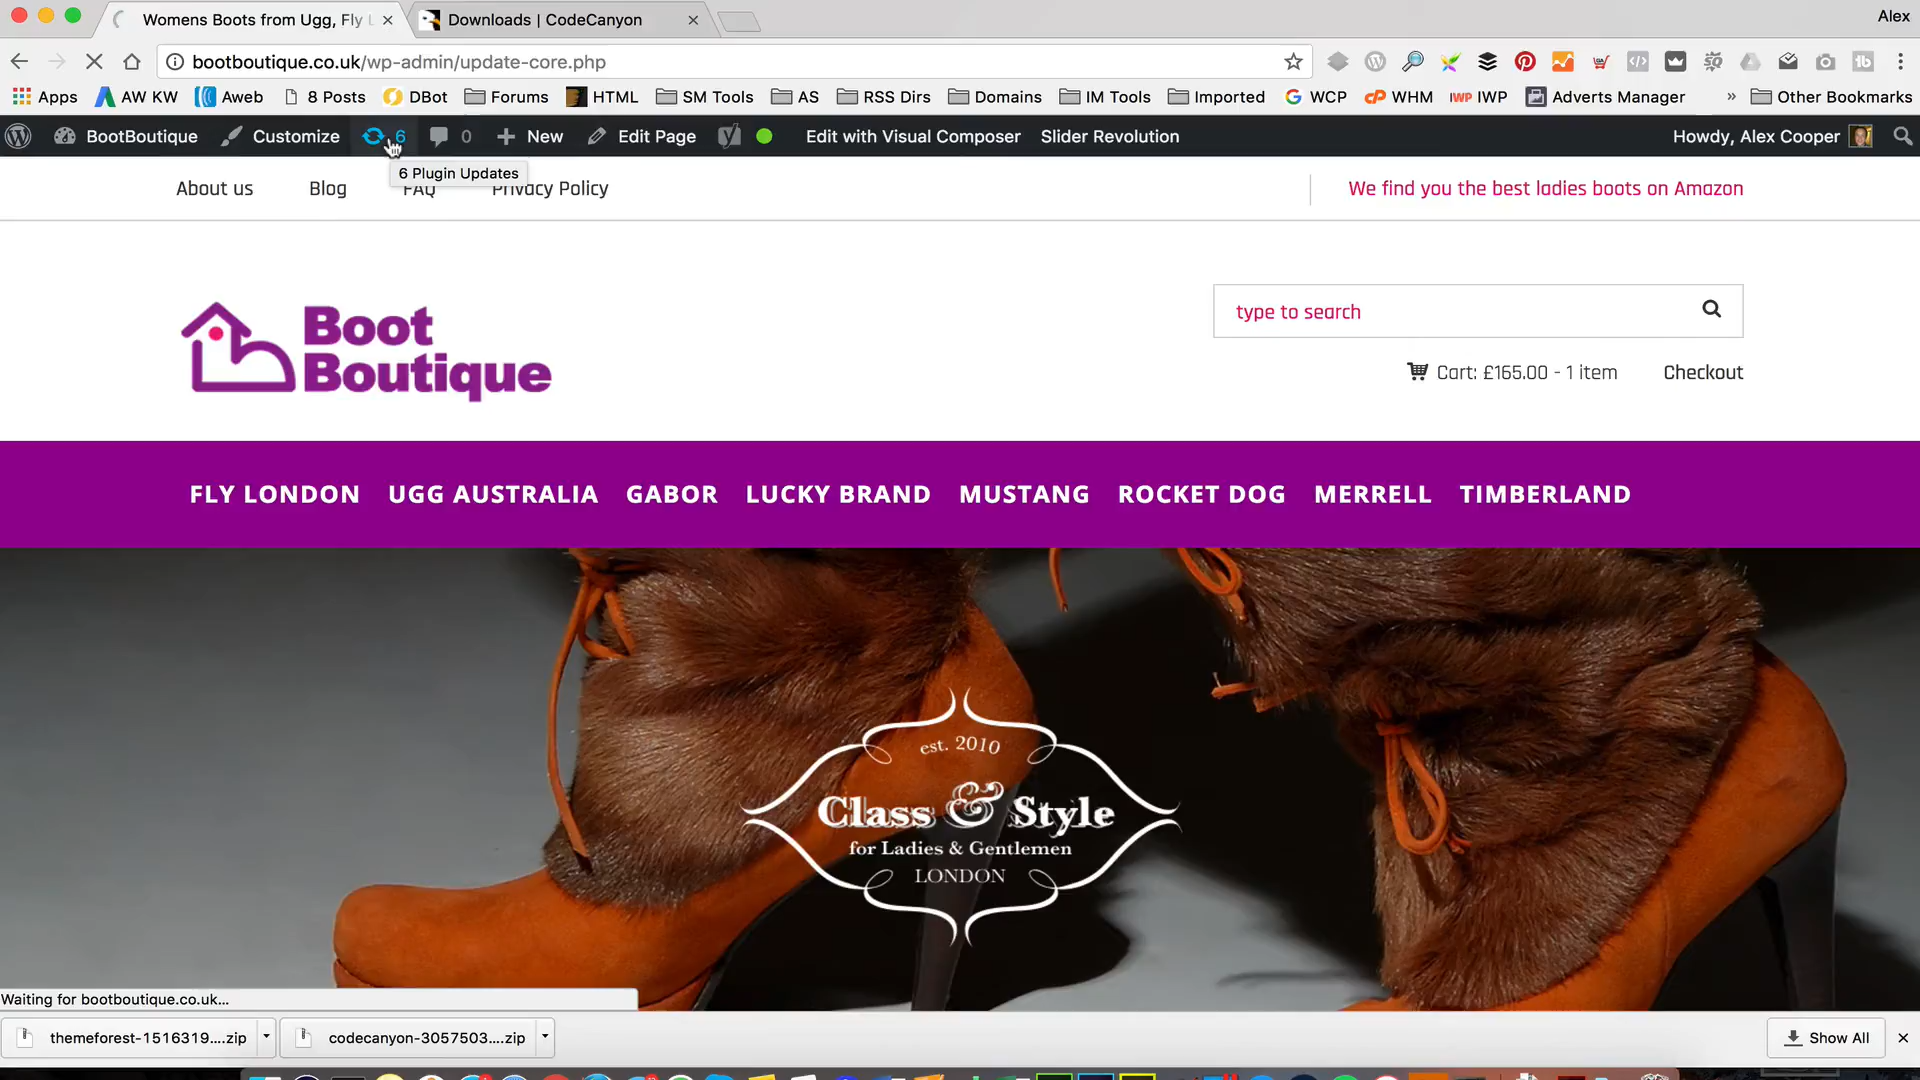 Womens Boots from Ugg, Fly L
Downloads | CodeCanyon
Alex
bootboutique.co.uk/wp-admin/update-core.php
Apps
AW KW
Aweb
8 Posts
DBot
Forums
HTML
SM Tools
AS
RSS Dirs
Domains
IM Tools
Imported
WCP
WHM
IWP
Adverts Manager
»
Other Bookmarks
BootBoutique
Customize
6
0
New
Edit Page
Edit with Visual Composer
Slider Revolution
Howdy, Alex Cooper
6 Plugin Updates
About us
Blog
FAQ
Privacy Policy
We find you the best ladies boots on Amazon
Boot
Boutique
type to search
Cart: £165.00 - 1 item
Checkout
FLY LONDON
UGG AUSTRALIA
GABOR
LUCKY BRAND
MUSTANG
ROCKET DOG
MERRELL
TIMBERLAND
est. 2010
Class & Style
for Ladies & Gentlemen
LONDON
Waiting for bootboutique.co.uk...
themeforest-1516319....zip
codecanyon-3057503....zip
Show All